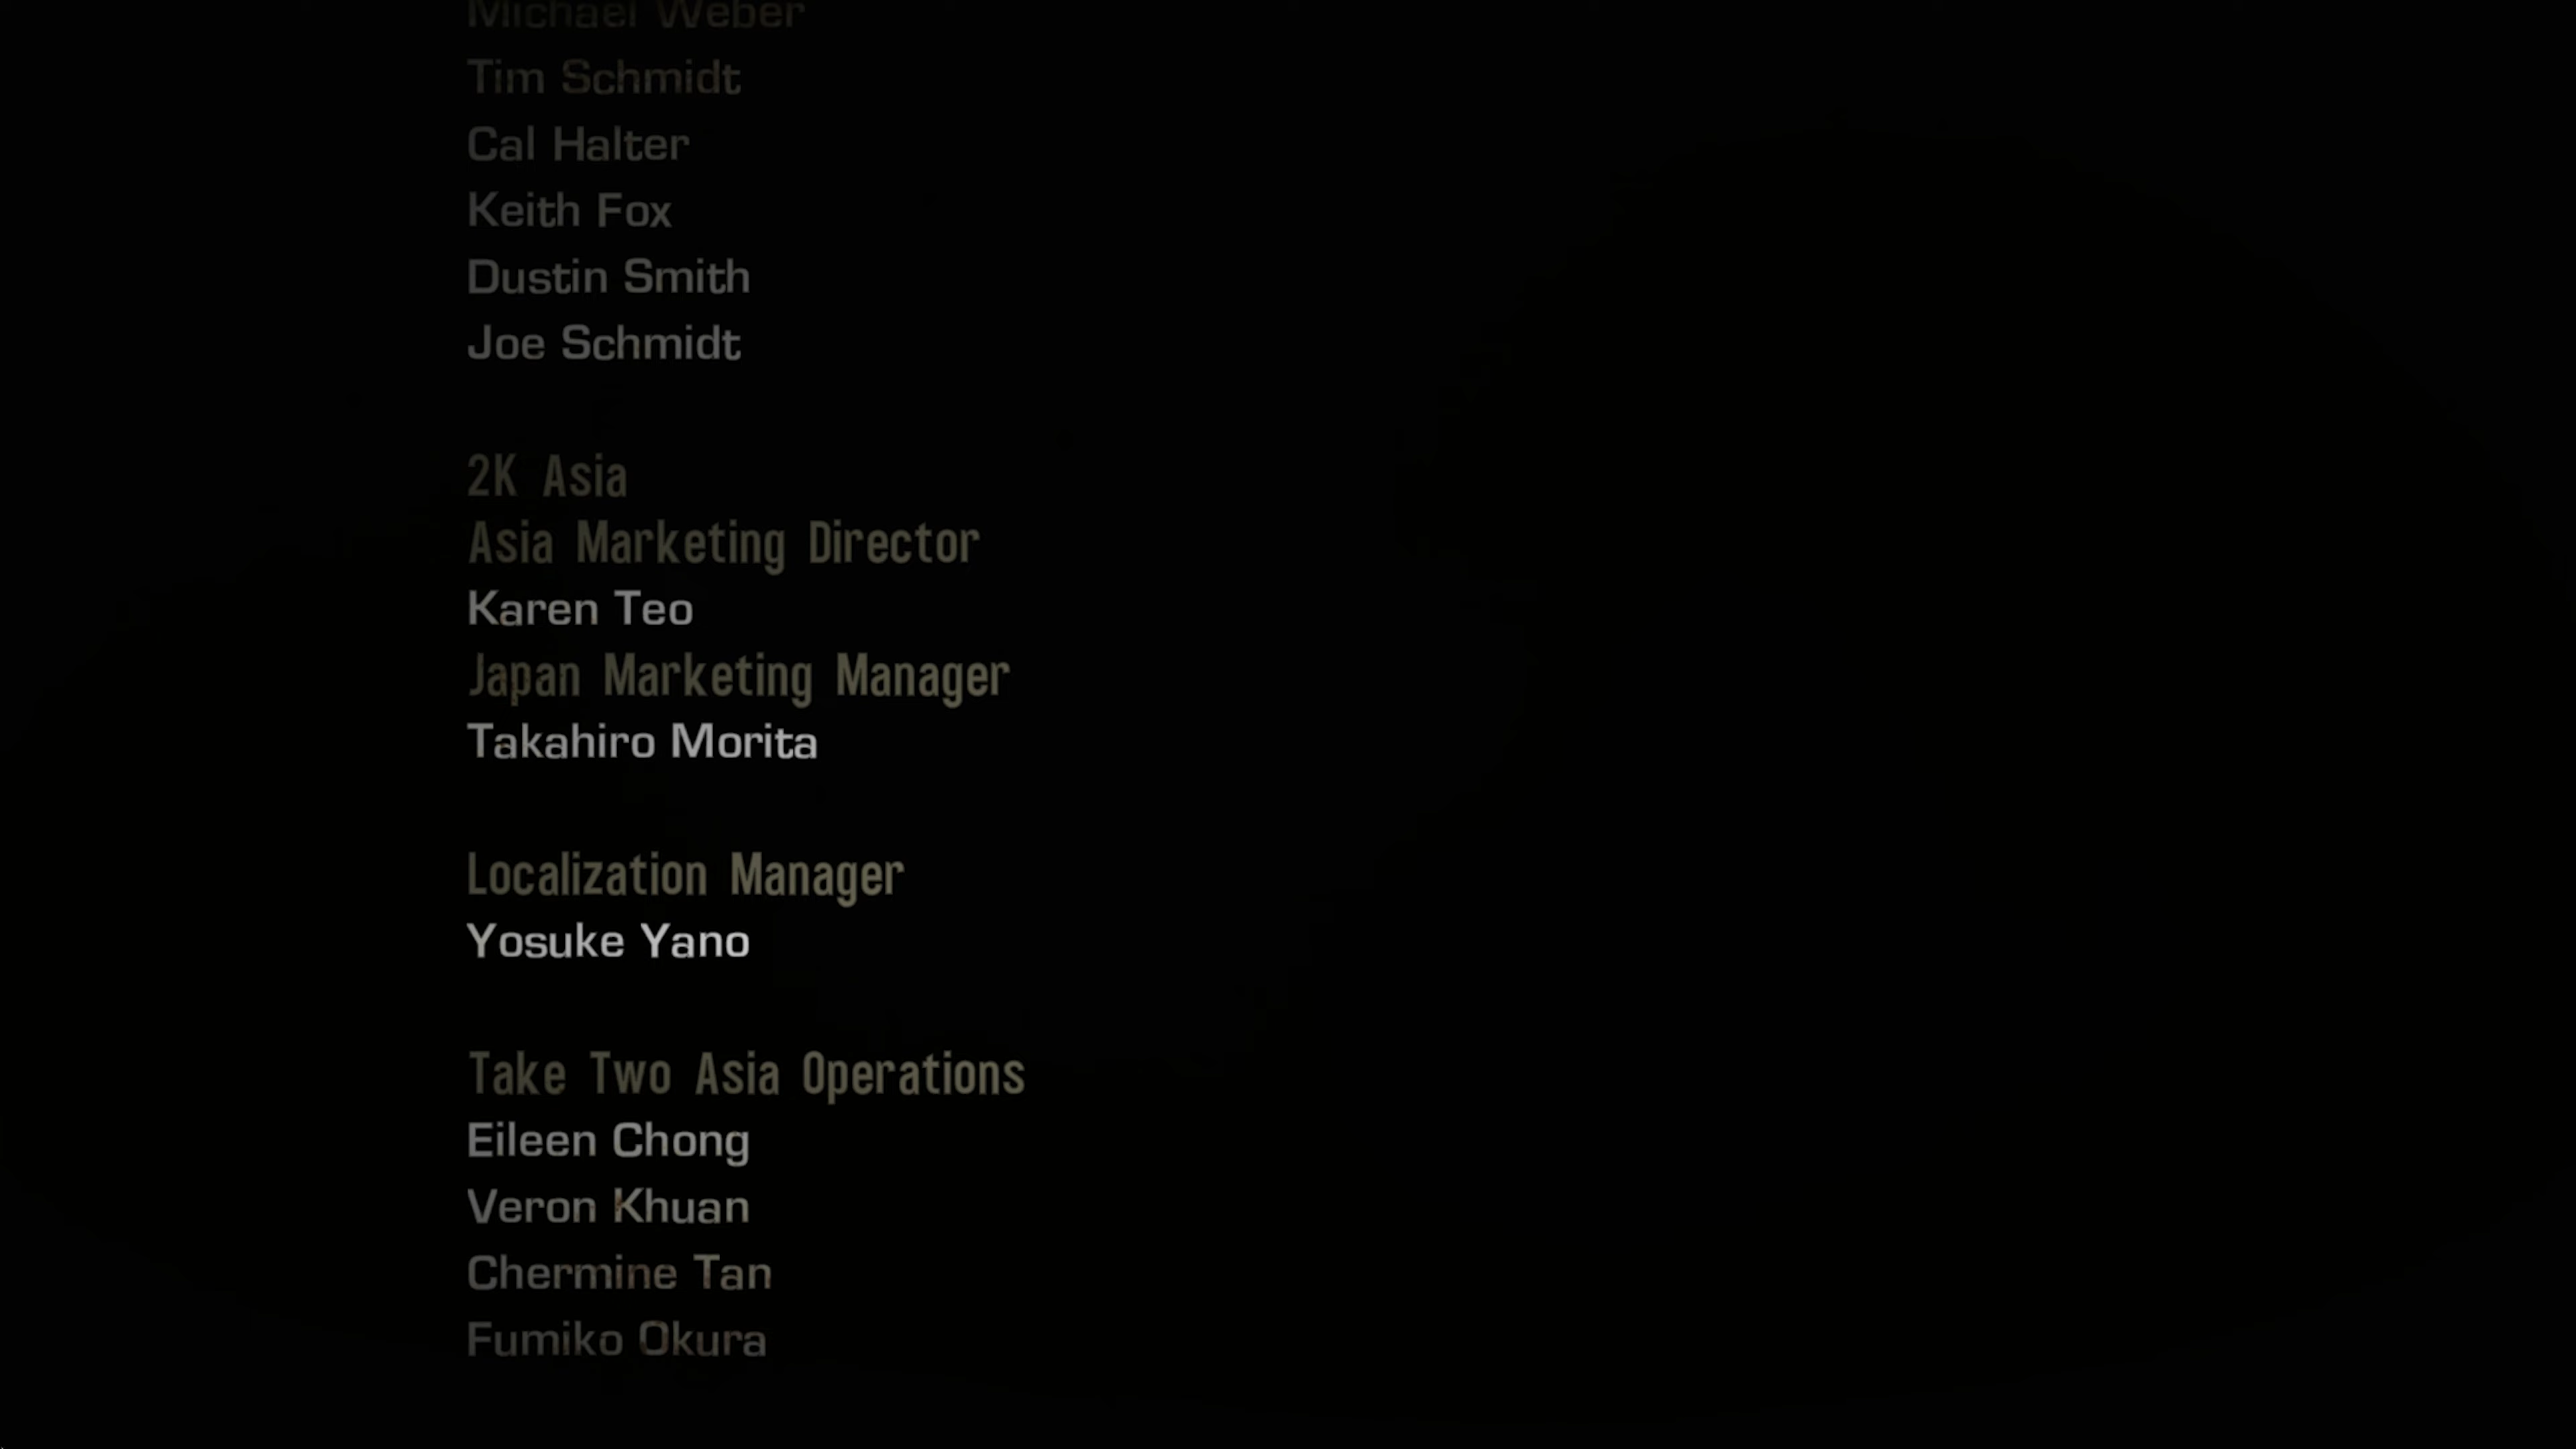 Michael Weber
Tim Schmidt
Cal Halter
Keith Fox
Dustin Smith
Joe Schmidt
2K Asia
Asia Marketing Director
Karen Teo
Japan Marketing Manager
Takahiro Morita
Localization Manager
Yosuke Yano
Take Two Asia Operations
Eileen Chong
Veron Khuan
Chermine Tan
Fumiko Okura